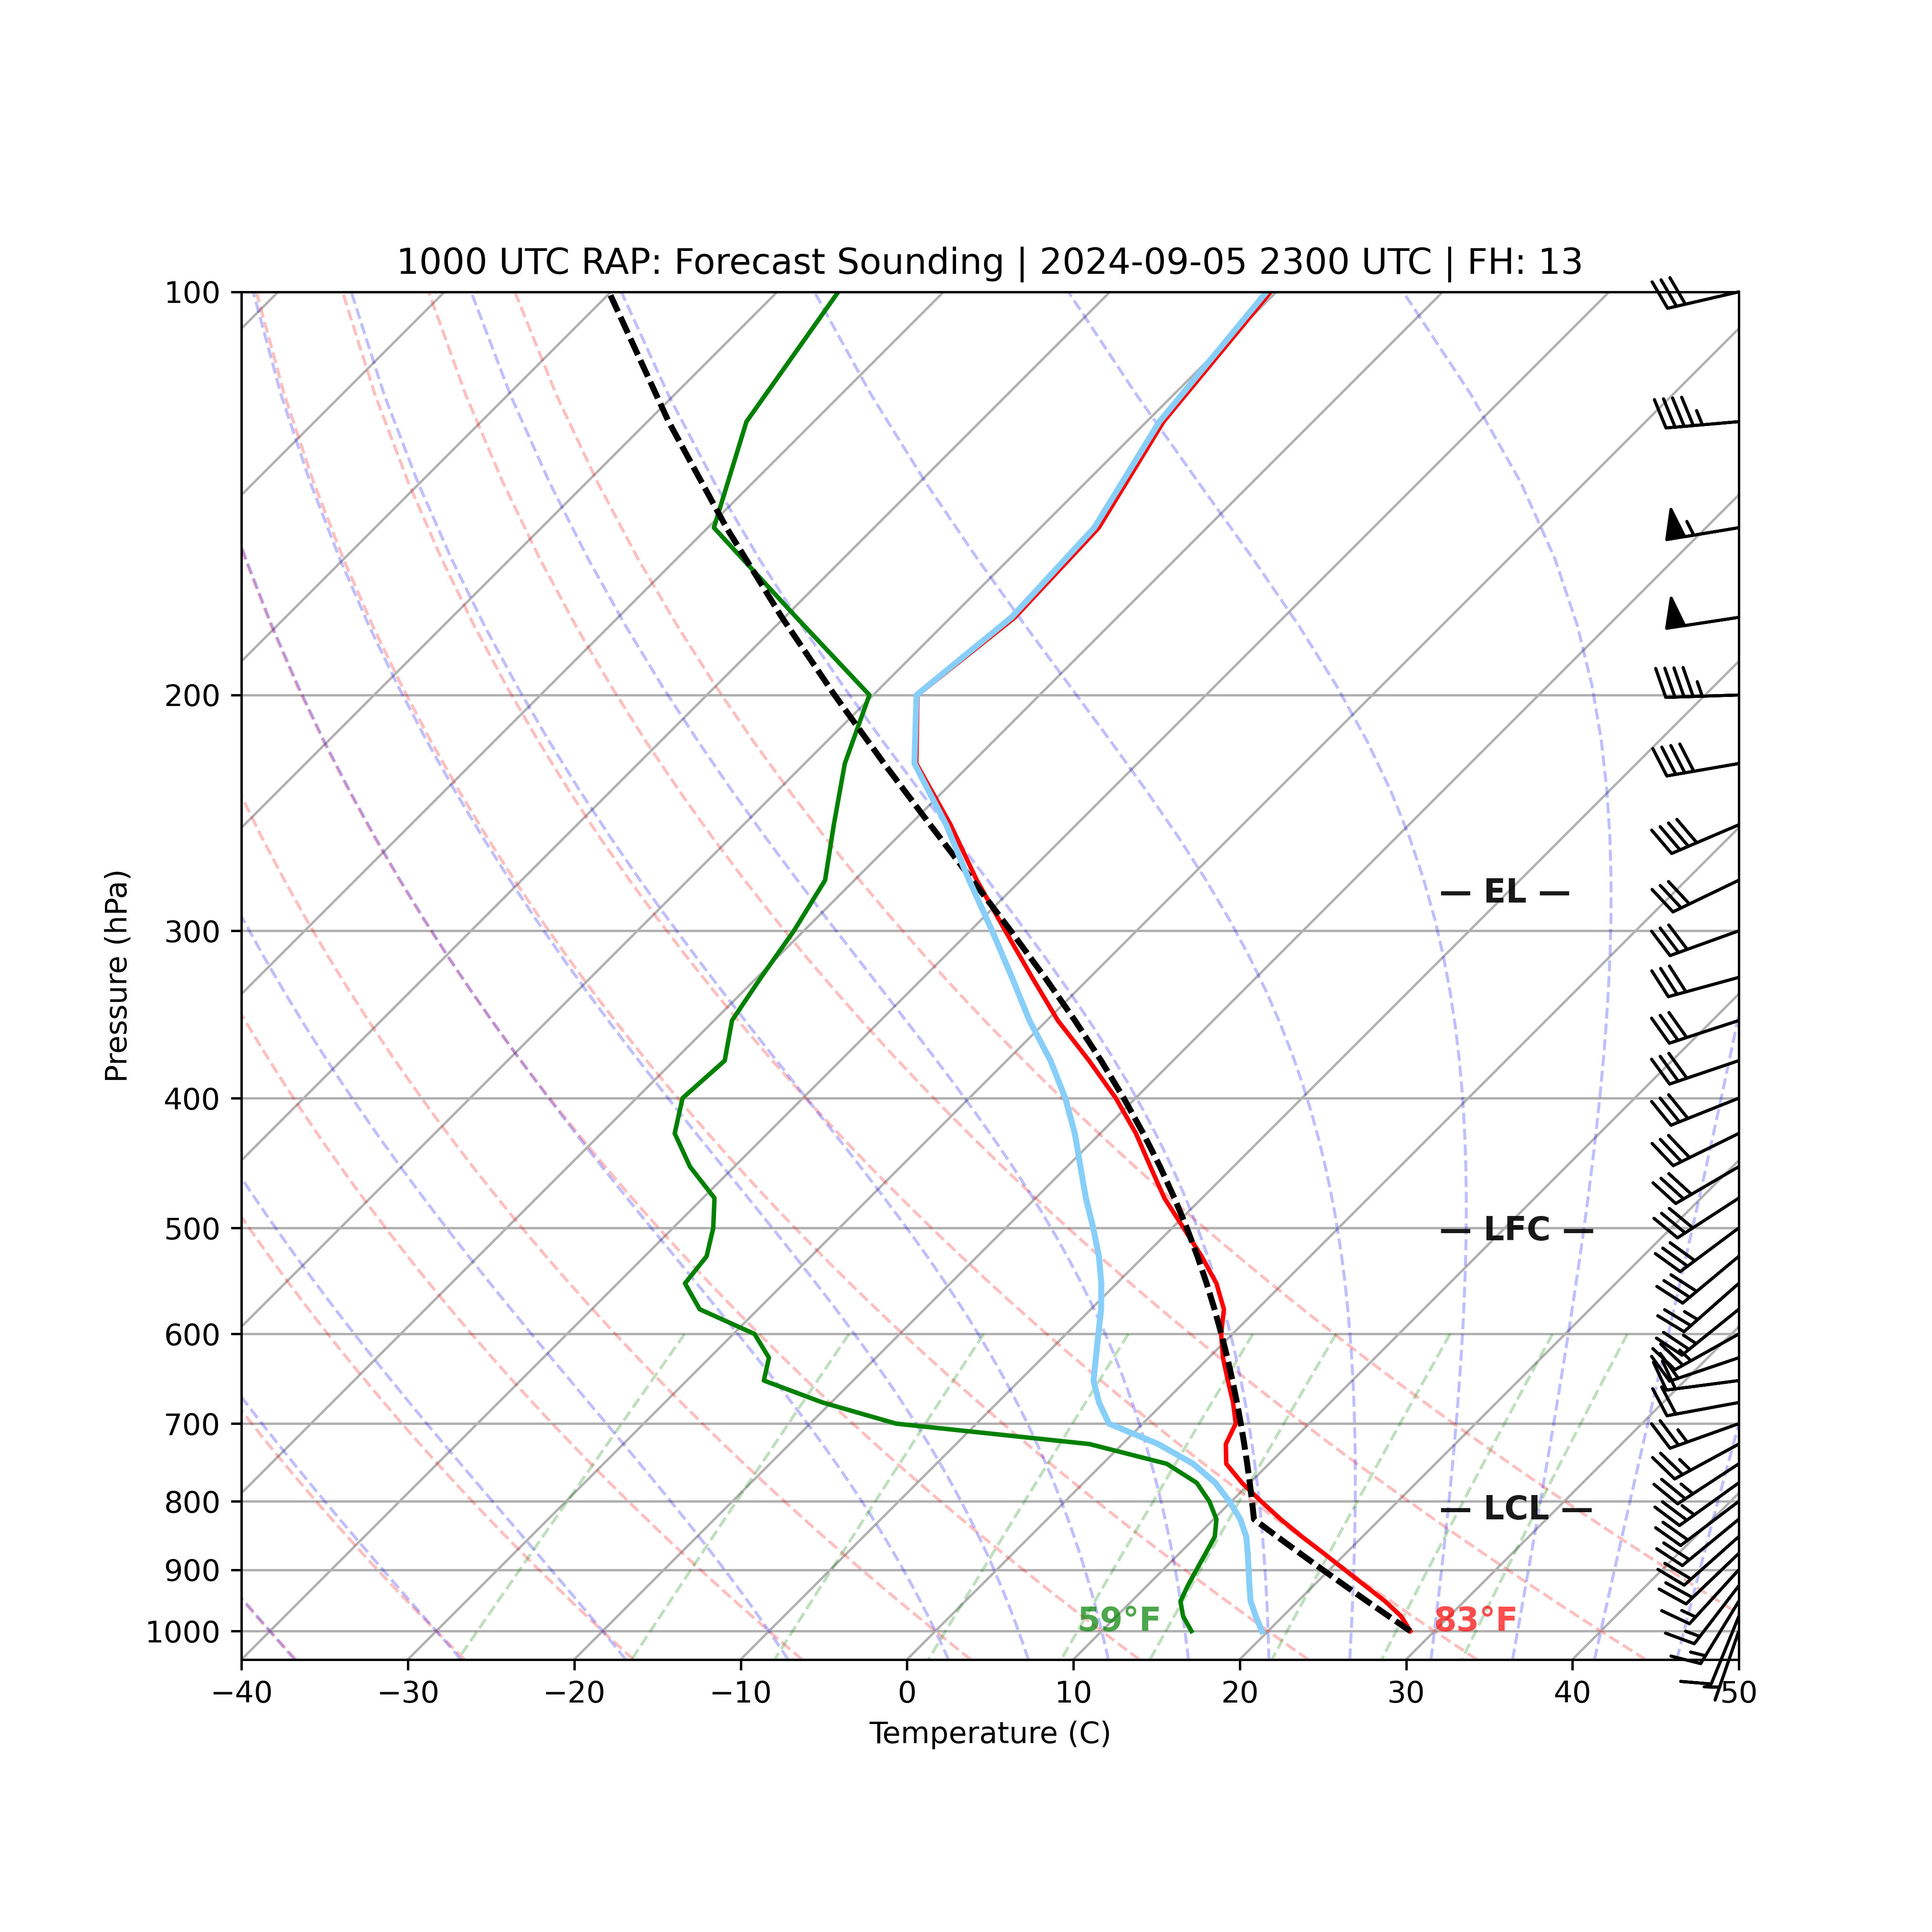 1000 UTC RAP: Forecast Sounding | 2024-09-05 2300 UTC | FH: 13
100
200
300
400
500
600
700
800
900
1000
Pressure (hPa)
— EL —
— LFC —
— LCL —
59°F
83°F
−40
−30
−20
−10
0
10
20
30
40
50
Temperature (C)